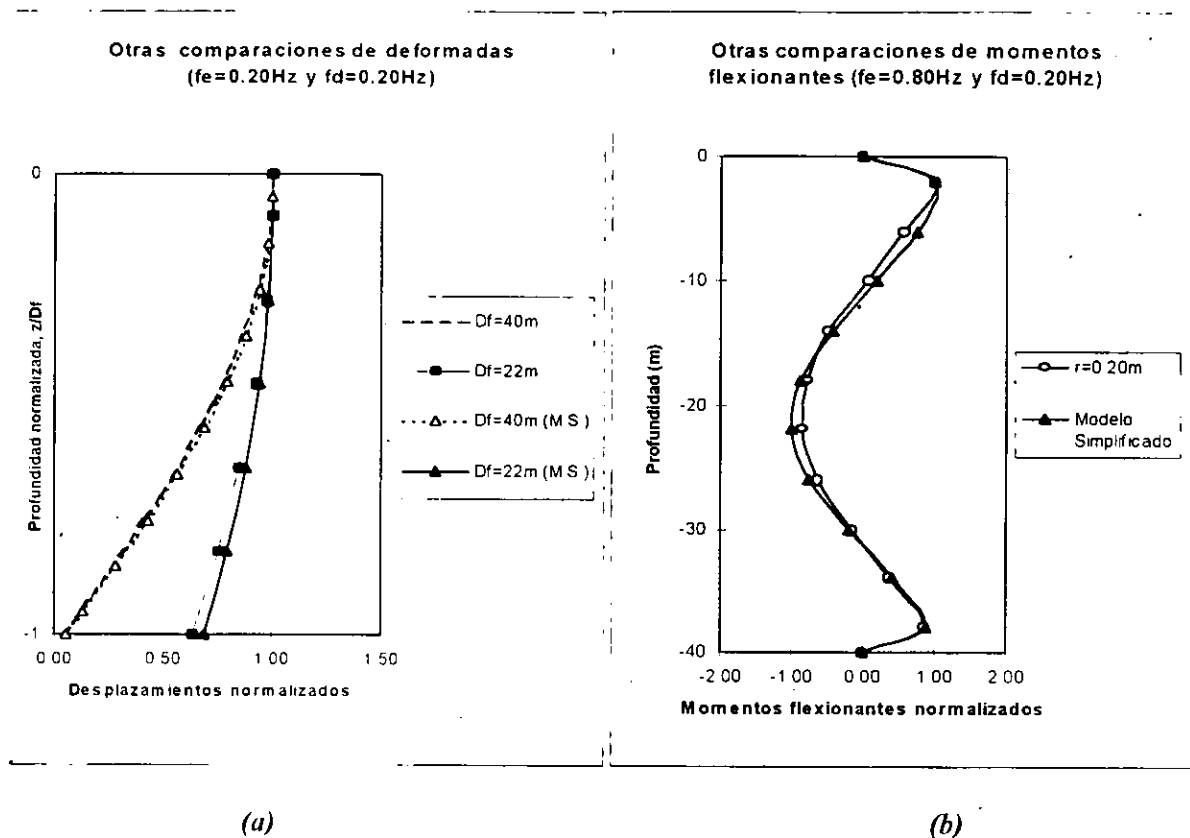 Otras comparaciones de deformadas
(fe=0.20Hz y fd=0.20Hz)
0
-1
Profundidad normalizada, z/Df
0 00 0 50 1 00 1 50
Desplazamientos normalizados
Df=40m
Df=22m
Df=40m (M S )
Df=22m (M S )
(a)
Otras comparaciones de momentos
flexionantes (fe=0.80Hz y fd=0.20Hz)
0
-10
-20
-30
-40
Profundidad (m)
-2 00 -1 00 0 00 1 00 2 00
Momentos flexionantes normalizados
r=0 20m
Modelo
Simplificado
(b)